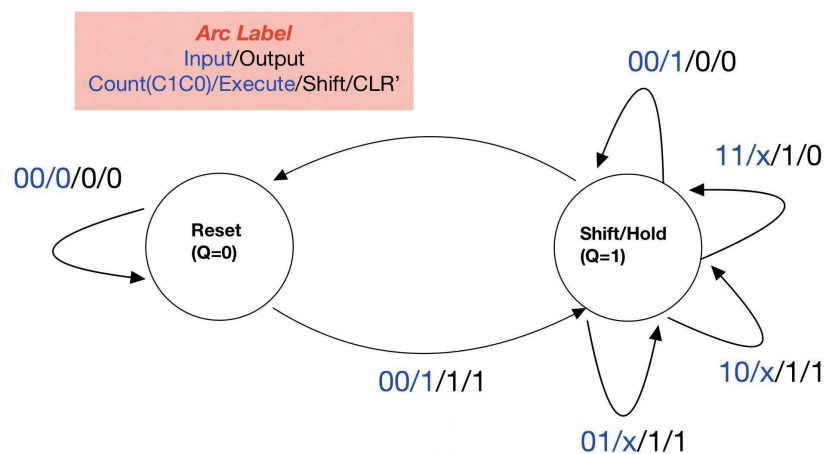 Arc Label
Input/Output
Count(C1C0)/Execute/Shift/CLR’
00/1/0/0
11/x/1/0
00/0/0/0
Reset
(Q=0)
Shift/Hold
(Q=1)
00/1/1/1
10/x/1/1
01/x/1/1